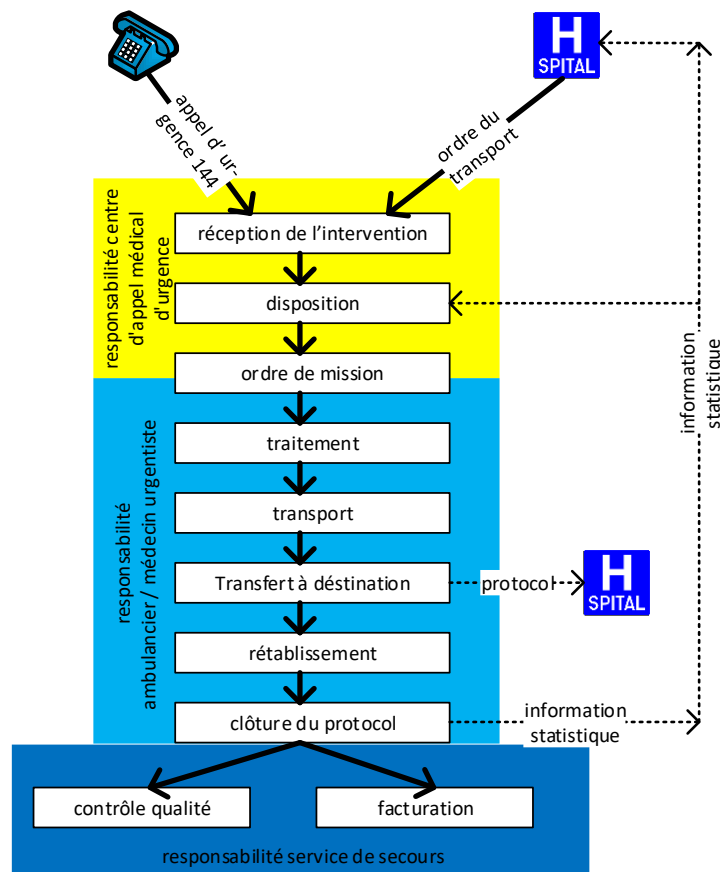 H
SPITAL
appel d' ur-
gence 144
ordre du
transport
responsabilité centre
d'appel médical
d'urgence
réception de l'intervention
disposition
ordre de mission
information
statistique
responsabilité
ambulancier / médecin urgentiste
traitement
transport
Transfert à déstination
protocol
H
SPITAL
rétablissement
clôture du protocol
information
statistique
contrôle qualité
facturation
responsabilité service de secours